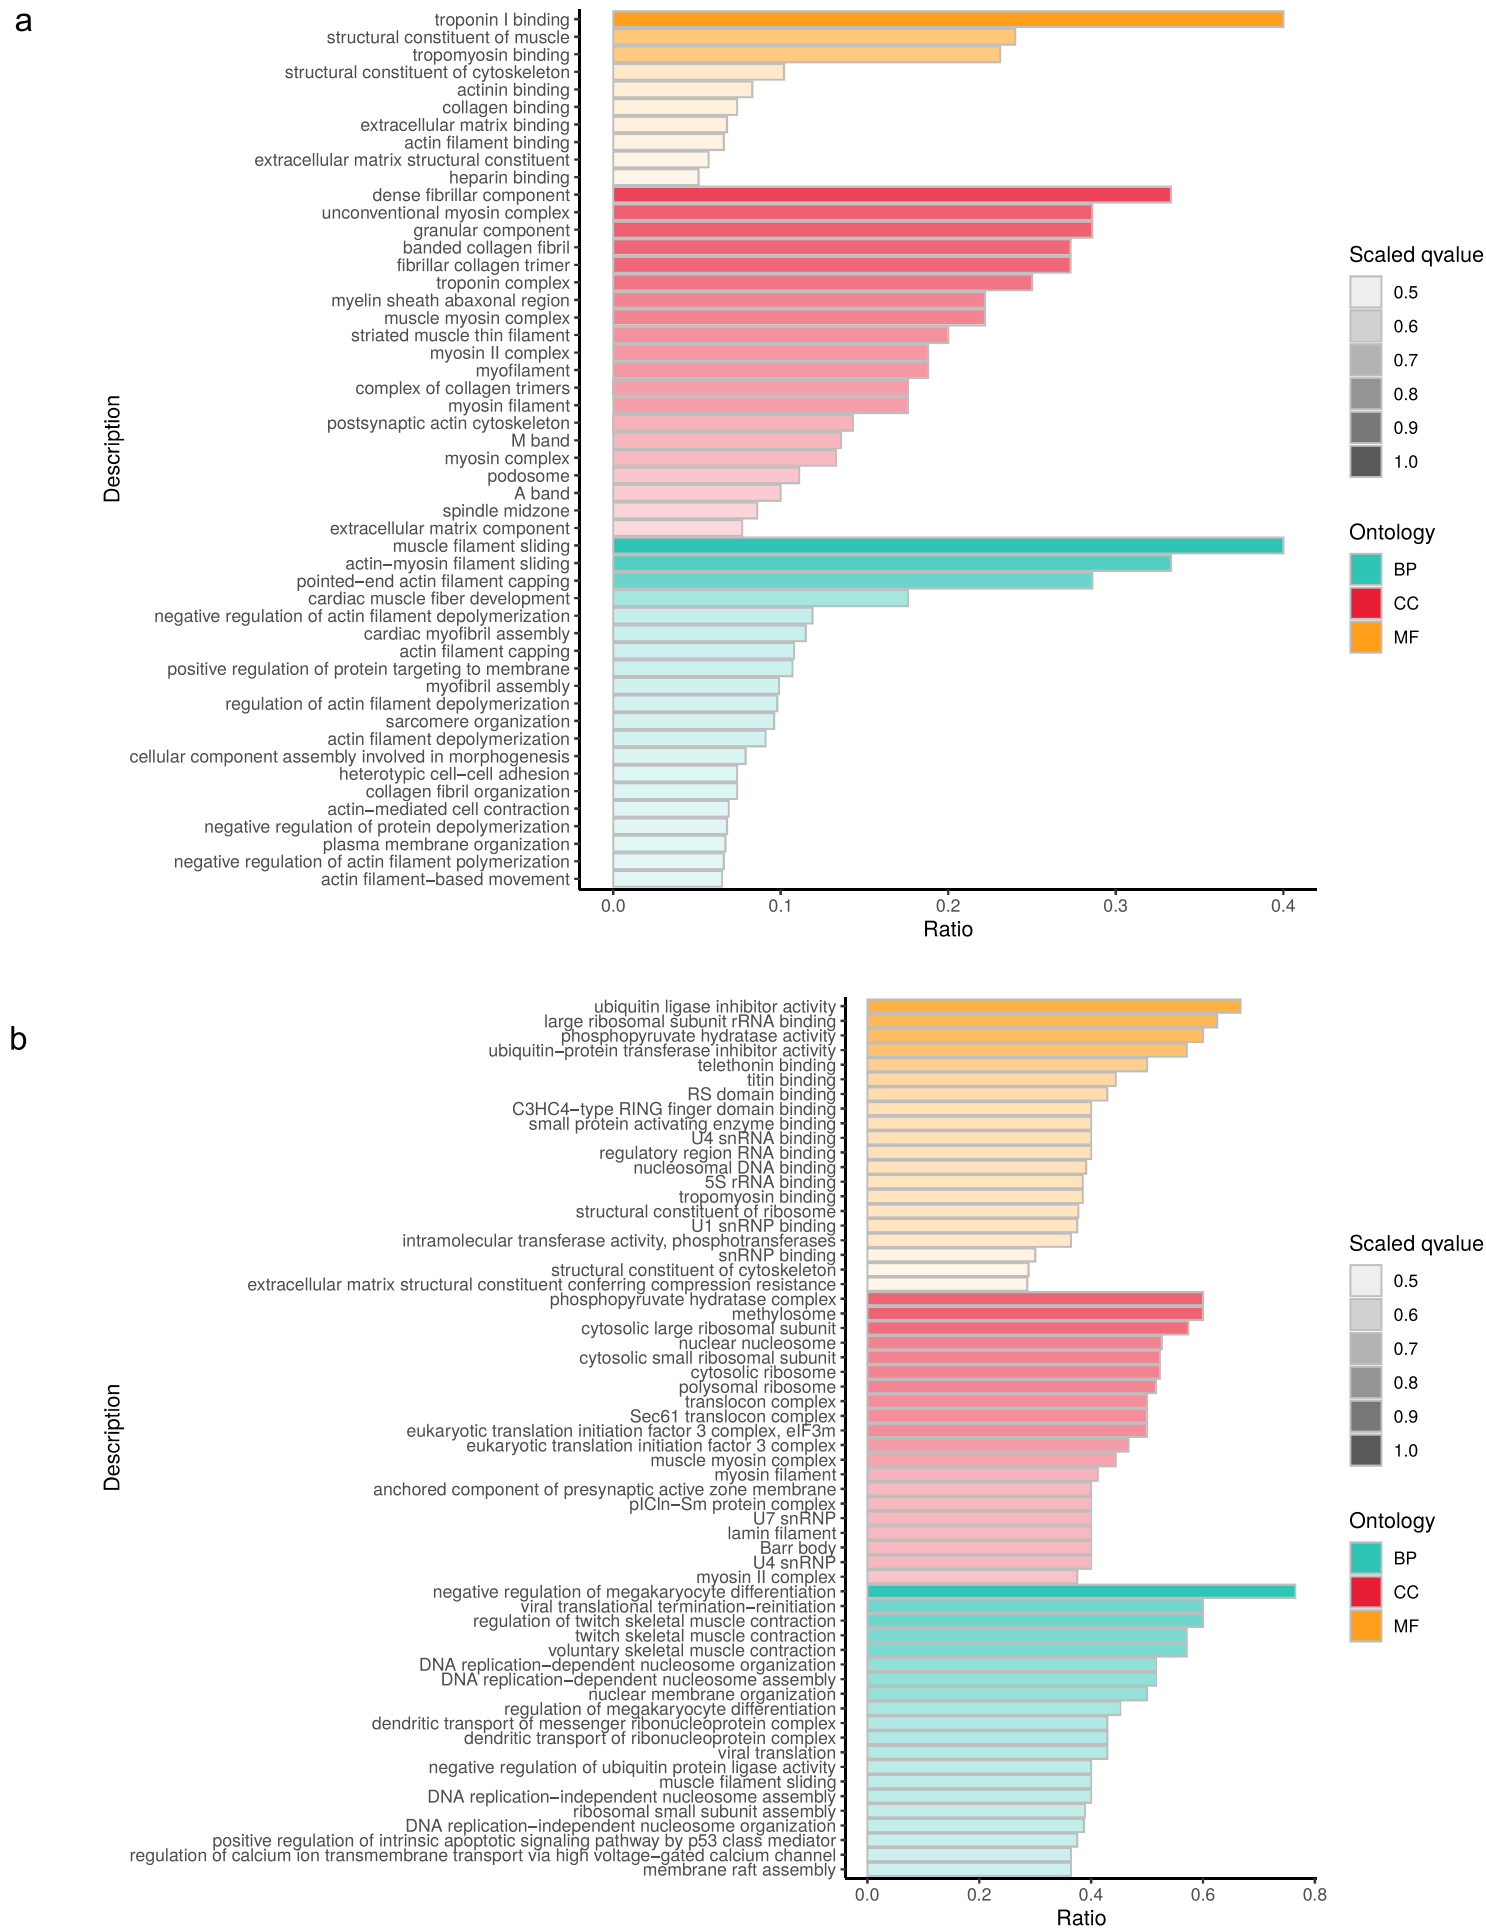 a
troponin I binding
structural constituent of muscle
tropomyosin binding
structural constituent of cytoskeleton
actinin binding
collagen binding
extracellular matrix binding
actin filament binding
extracellular matrix structural constituent
heparin binding
dense fibrillar component
unconventional myosin complex
granular component
banded collagen fibril
fibrillar collagen trimer
troponin complex
myelin sheath abaxonal region
muscle myosin complex
striated muscle thin filament
myosin II complex
myofilament
complex of collagen trimers
myosin filament
postsynaptic actin cytoskeleton
M band
myosin complex
podosome
A band
spindle midzone
extracellular matrix component
muscle filament sliding
actin−myosin filament sliding
pointed−end actin filament capping
cardiac muscle fiber development
negative regulation of actin filament depolymerization
cardiac myofibril assembly
actin filament capping
positive regulation of protein targeting to membrane
myofibril assembly
regulation of actin filament depolymerization
sarcomere organization
actin filament depolymerization
cellular component assembly involved in morphogenesis
heterotypic cell−cell adhesion
collagen fibril organization
actin−mediated cell contraction
negative regulation of protein depolymerization
plasma membrane organization
negative regulation of actin filament polymerization
actin filament−based movement
Description
0.0 0.1 0.2 0.3 0.4
Ratio
Scaled qvalue
0.5
0.6
0.7
0.8
0.9
1.0
Ontology
BP
CC
MF
b
ubiquitin ligase inhibitor activity
large ribosomal subunit rRNA binding
phosphopyruvate hydratase activity
ubiquitin−protein transferase inhibitor activity
telethonin binding
titin binding
RS domain binding
C3HC4−type RING finger domain binding
small protein activating enzyme binding
U4 snRNA binding
regulatory region RNA binding
nucleosomal DNA binding
5S rRNA binding
tropomyosin binding
structural constituent of ribosome
U1 snRNP binding
intramolecular transferase activity, phosphotransferases
snRNP binding
structural constituent of cytoskeleton
extracellular matrix structural constituent conferring compression resistance
phosphopyruvate hydratase complex
methylosome
cytosolic large ribosomal subunit
nuclear nucleosome
cytosolic small ribosomal subunit
cytosolic ribosome
polysomal ribosome
translocon complex
Sec61 translocon complex
eukaryotic translation initiation factor 3 complex, eIF3m
eukaryotic translation initiation factor 3 complex
muscle myosin complex
myosin filament
anchored component of presynaptic active zone membrane
pICln−Sm protein complex
U7 snRNP
lamin filament
Barr body
U4 snRNP
myosin II complex
negative regulation of megakaryocyte differentiation
viral translational termination−reinitiation
regulation of twitch skeletal muscle contraction
twitch skeletal muscle contraction
voluntary skeletal muscle contraction
DNA replication−dependent nucleosome organization
DNA replication−dependent nucleosome assembly
nuclear membrane organization
regulation of megakaryocyte differentiation
dendritic transport of messenger ribonucleoprotein complex
dendritic transport of ribonucleoprotein complex
viral translation
negative regulation of ubiquitin protein ligase activity
muscle filament sliding
DNA replication−independent nucleosome assembly
ribosomal small subunit assembly
DNA replication−independent nucleosome organization
positive regulation of intrinsic apoptotic signaling pathway by p53 class mediator
regulation of calcium ion transmembrane transport via high voltage−gated calcium channel
membrane raft assembly
Description
0.0 0.2 0.4 0.6 0.8
Ratio
Scaled qvalue
0.5
0.6
0.7
0.8
0.9
1.0
Ontology
BP
CC
MF